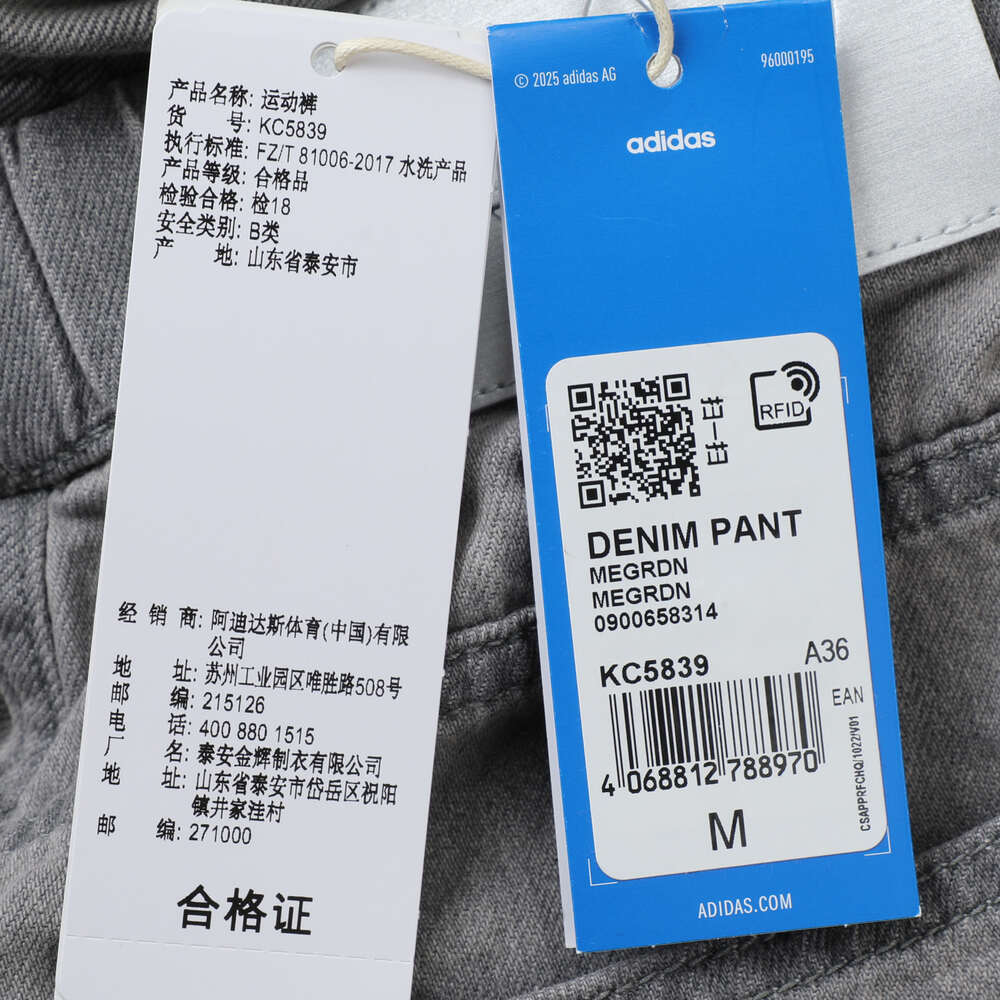 产品名称: 运动裤
货 号: KC5839
执行标准: FZ/T 81006-2017 水洗产品
产品等级: 合格品
检验合格: 检18
安全类别: B类
产 地: 山东省泰安市
经 销 商: 阿迪达斯体育(中国)有限
公司
地 址: 苏州工业园区唯胜路508号
邮 编: 215126
电 话: 400 880 1515
厂 名: 泰安金辉制衣有限公司
地 址: 山东省泰安市岱岳区祝阳
镇井家洼村
邮 编: 271000
合格证
© 2025 adidas AG
96000195
adidas
扫一扫
RFID
DENIM PANT
MEGRDN
MEGRDN
0900658314
KC5839
A36
EAN
4 068812 788970
CSAPPRFCHQ/1022/V01
M
ADIDAS.COM